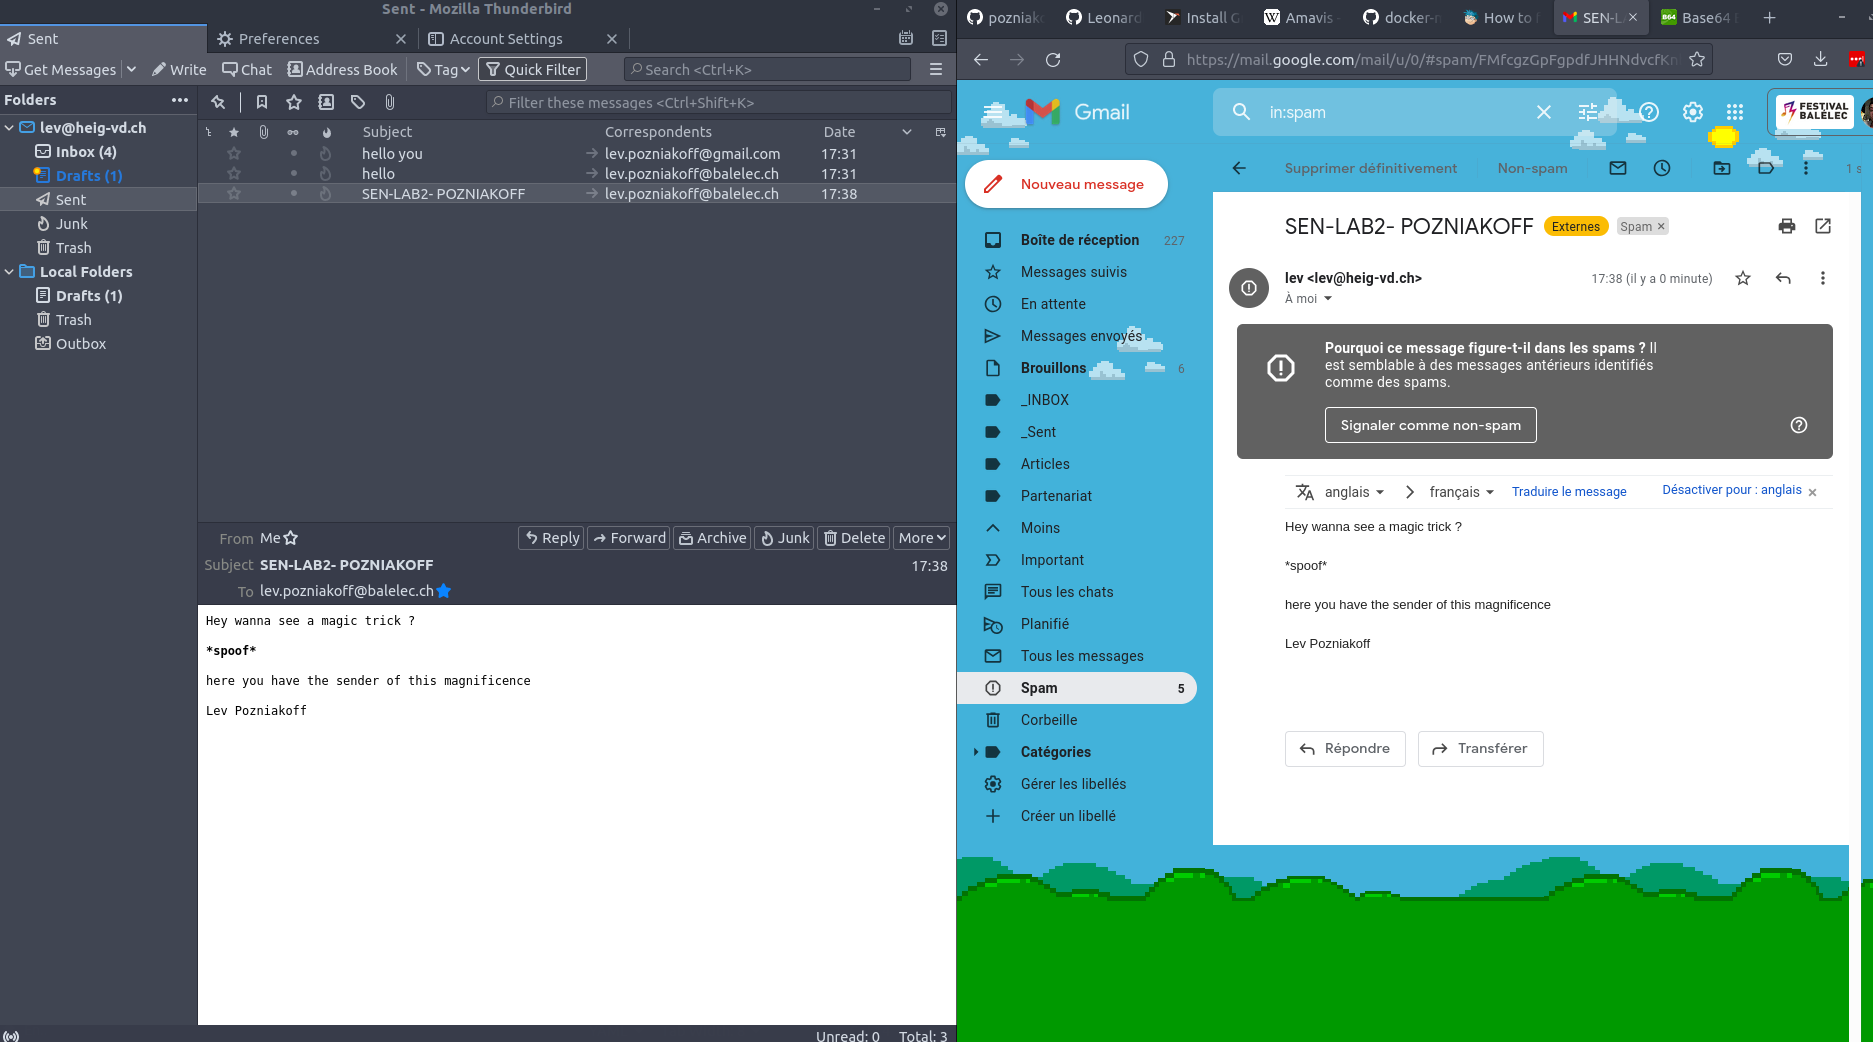 Sent - Mozilla Thunderbird
Sent
Preferences
Account Settings
Get Messages
Write
Chat
Address Book
Tag
Quick Filter
Search <Ctrl+K>
Folders
Filter these messages <Ctrl+Shift+K>
lev@heig-vd.ch
Inbox (4)
Drafts (1)
Sent
Junk
Trash
Local Folders
Drafts (1)
Trash
Outbox
Subject Correspondents Date
hello you lev.pozniakoff@gmail.com 17:31
hello lev.pozniakoff@balelec.ch 17:31
SEN-LAB2- POZNIAKOFF lev.pozniakoff@balelec.ch 17:38
From Me
Reply
Forward
Archive
Junk
Delete
More
Subject SEN-LAB2- POZNIAKOFF 17:38
To lev.pozniakoff@balelec.ch
Hey wanna see a magic trick ?
*spoof*
here you have the sender of this magnificence
Lev Pozniakoff
Unread: 0 Total: 3
Leonard
Install
Amavis
How to
B64
Base64
https://mail.google.com/mail/u/0/#spam/
Gmail
in:spam
FESTIVAL
BALÉLEC
Nouveau message
Supprimer définitivement
Non-spam
Boîte de réception 227
Messages suivis
En attente
Messages envoyés
Brouillons 6
_INBOX
_Sent
Articles
Partenariat
Moins
Important
Tous les chats
Planifié
Tous les messages
Spam 5
Corbeille
Catégories
Gérer les libellés
Créer un libellé
SEN-LAB2- POZNIAKOFF Externes Spam ×
lev <lev@heig-vd.ch> 17:38 (il y a 0 minute)
À moi
Pourquoi ce message figure-t-il dans les spams ? Il
est semblable à des messages antérieurs identifiés
comme des spams.
Signaler comme non-spam
anglais > français Traduire le message Désactiver pour : anglais ×
Hey wanna see a magic trick ?
*spoof*
here you have the sender of this magnificence
Lev Pozniakoff
Répondre
Transférer